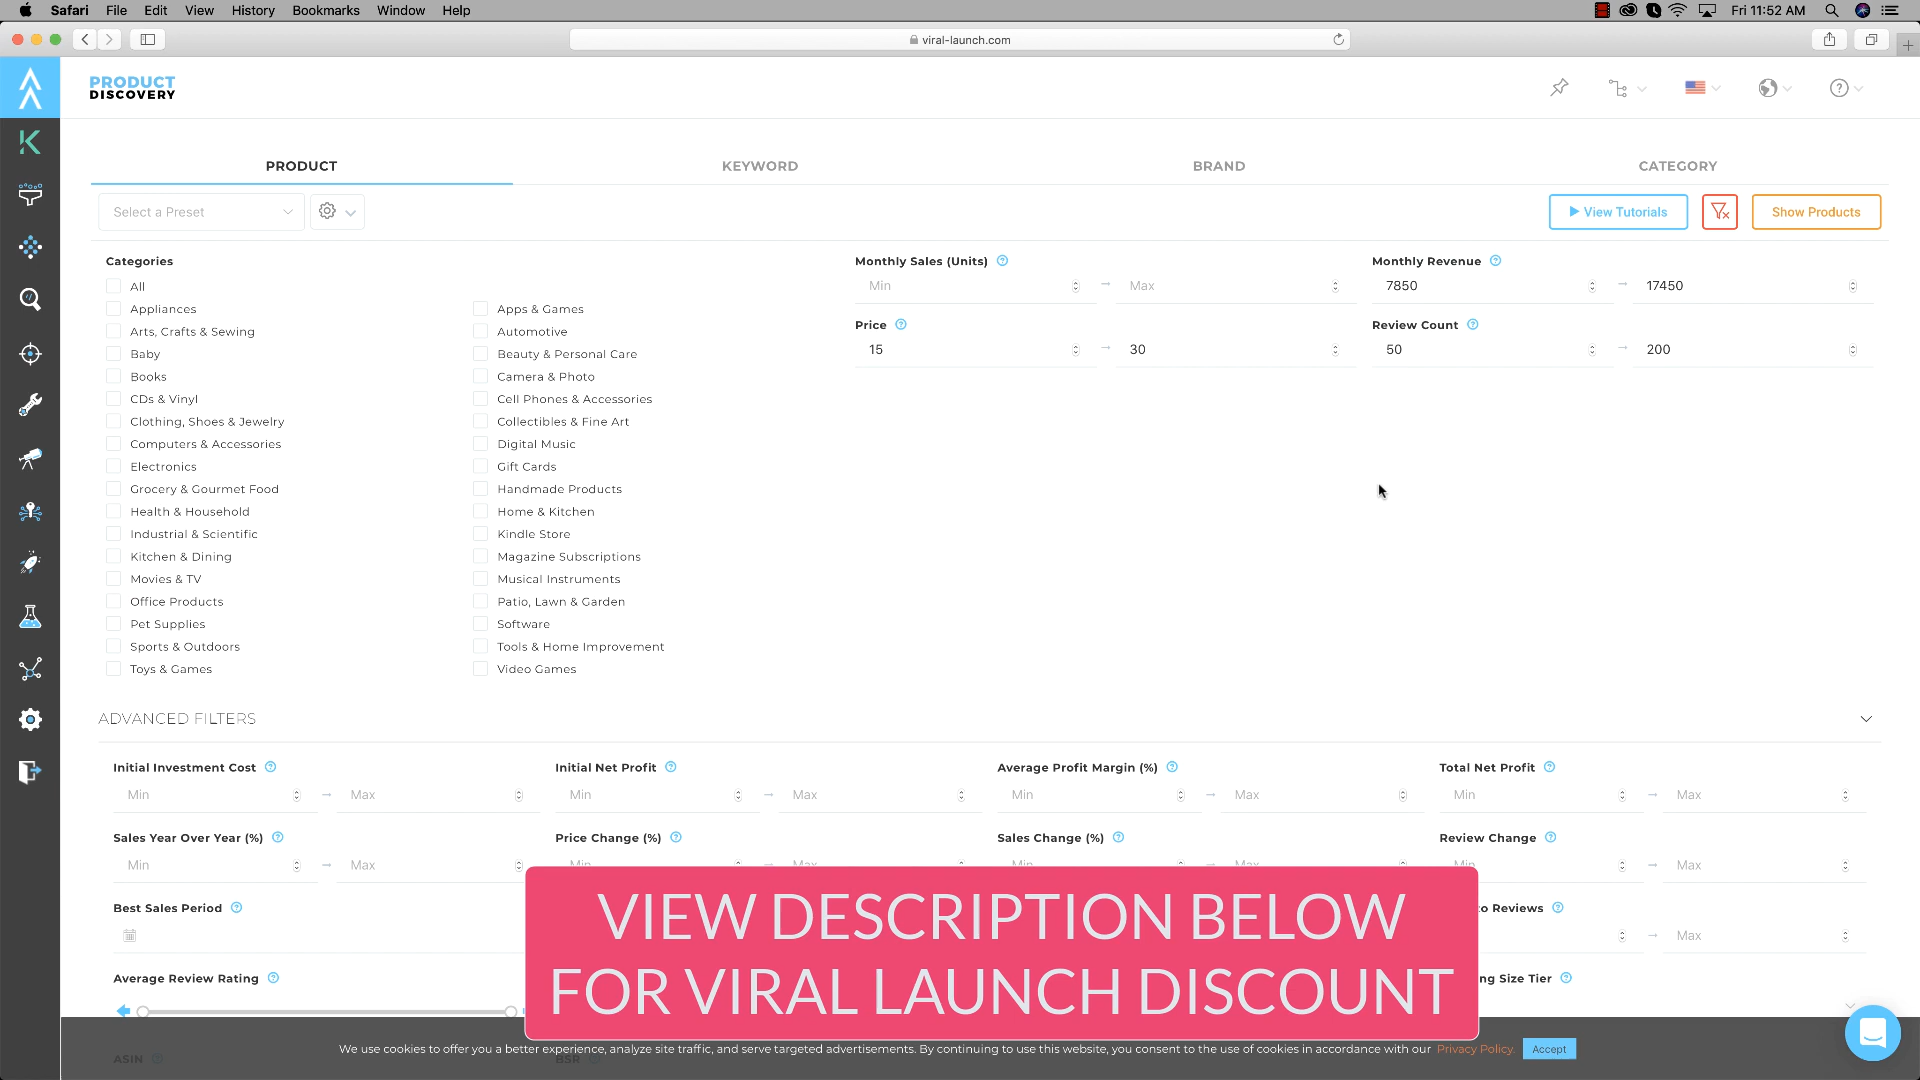 Safari File Edit View History Bookmarks Window Help Fri 11:52 AM
viral-launch.com
PRODUCT
DISCOVERY
PRODUCT KEYWORD BRAND CATEGORY
Select a Preset View Tutorials Show Products
Categories
All
Appliances
Arts, Crafts & Sewing
Baby
Books
CDs & Vinyl
Clothing, Shoes & Jewelry
Computers & Accessories
Electronics
Grocery & Gourmet Food
Health & Household
Industrial & Scientific
Kitchen & Dining
Movies & TV
Office Products
Pet Supplies
Sports & Outdoors
Toys & Games
Apps & Games
Automotive
Beauty & Personal Care
Camera & Photo
Cell Phones & Accessories
Collectibles & Fine Art
Digital Music
Gift Cards
Handmade Products
Home & Kitchen
Kindle Store
Magazine Subscriptions
Musical Instruments
Patio, Lawn & Garden
Software
Tools & Home Improvement
Video Games
Monthly Sales (Units) Monthly Revenue
Min → Max 7850 → 17450
Price Review Count
15 → 30 50 → 200
ADVANCED FILTERS
Initial Investment Cost Initial Net Profit Average Profit Margin (%) Total Net Profit
Min → Max Min → Max Min → Max Min → Max
Sales Year Over Year (%) Price Change (%) Sales Change (%) Review Change
Min → Max Min → Max Min → Max Min → Max
Best Sales Period o Reviews
→ Max
Average Review Rating ng Size Tier
VIEW DESCRIPTION BELOW
FOR VIRAL LAUNCH DISCOUNT
ASIN BSR
We use cookies to offer you a better experience, analyze site traffic, and serve targeted advertisements. By continuing to use this website, you consent to the use of cookies in accordance with our Privacy Policy. Accept